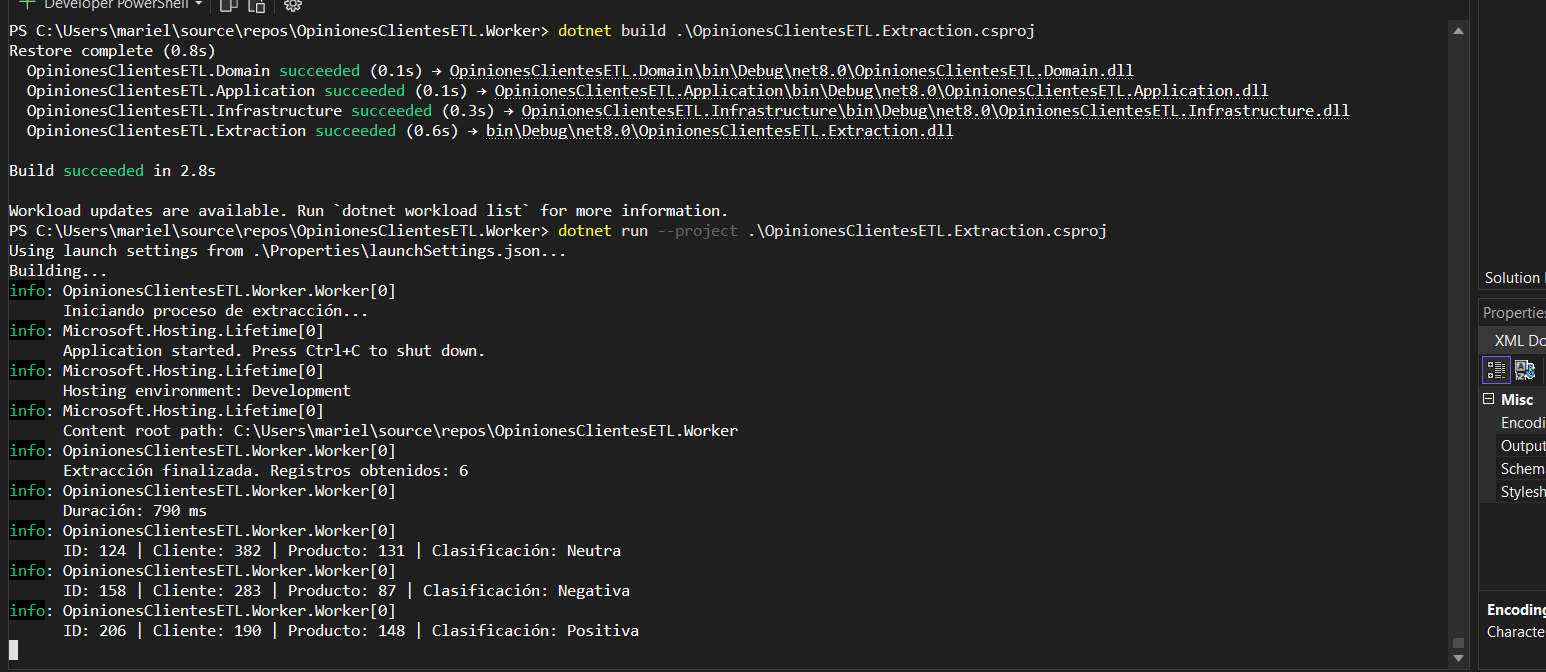 Developer PowerShell
PS C:\Users\mariel\source\repos\OpinionesClientesETL.Worker> dotnet build .\OpinionesClientesETL.Extraction.csproj
Restore complete (0.8s)
OpinionesClientesETL.Domain succeeded (0.1s) → OpinionesClientesETL.Domain\bin\Debug\net8.0\OpinionesClientesETL.Domain.dll
OpinionesClientesETL.Application succeeded (0.1s) → OpinionesClientesETL.Application\bin\Debug\net8.0\OpinionesClientesETL.Application.dll
OpinionesClientesETL.Infrastructure succeeded (0.3s) → OpinionesClientesETL.Infrastructure\bin\Debug\net8.0\OpinionesClientesETL.Infrastructure.dll
OpinionesClientesETL.Extraction succeeded (0.6s) → bin\Debug\net8.0\OpinionesClientesETL.Extraction.dll
Build succeeded in 2.8s
Workload updates are available. Run `dotnet workload list` for more information.
PS C:\Users\mariel\source\repos\OpinionesClientesETL.Worker> dotnet run --project .\OpinionesClientesETL.Extraction.csproj
Using launch settings from .\Properties\launchSettings.json...
Building...
info: OpinionesClientesETL.Worker.Worker[0]
Iniciando proceso de extracción...
info: Microsoft.Hosting.Lifetime[0]
Application started. Press Ctrl+C to shut down.
info: Microsoft.Hosting.Lifetime[0]
Hosting environment: Development
info: Microsoft.Hosting.Lifetime[0]
Content root path: C:\Users\mariel\source\repos\OpinionesClientesETL.Worker
info: OpinionesClientesETL.Worker.Worker[0]
Extracción finalizada. Registros obtenidos: 6
info: OpinionesClientesETL.Worker.Worker[0]
Duración: 790 ms
info: OpinionesClientesETL.Worker.Worker[0]
ID: 124 | Cliente: 382 | Producto: 131 | Clasificación: Neutra
info: OpinionesClientesETL.Worker.Worker[0]
ID: 158 | Cliente: 283 | Producto: 87 | Clasificación: Negativa
info: OpinionesClientesETL.Worker.Worker[0]
ID: 206 | Cliente: 190 | Producto: 148 | Clasificación: Positiva
Solution
Propertie
XML Do
Misc
Encodi
Output
Schem
Stylesh
Encoding
Characte